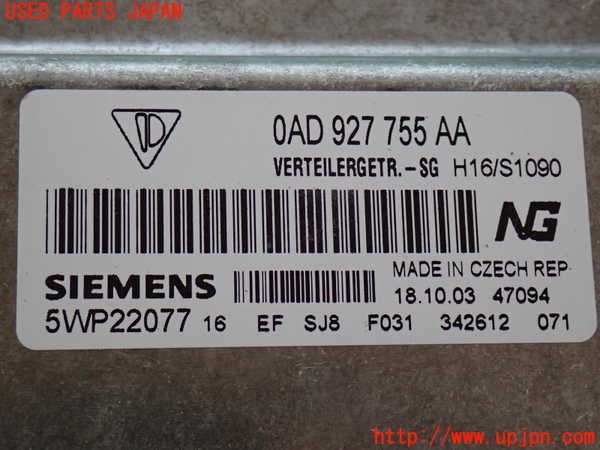 USED PARTS JAPAN
0AD 927 755 AA
VERTEILERGETR.-SG H16/S1090
NG
MADE IN CZECH REP
SIEMENS
18.10.03 47094
5WP22077 16 EF SJ8 F031 342612 071
http://www.upjpn.com/